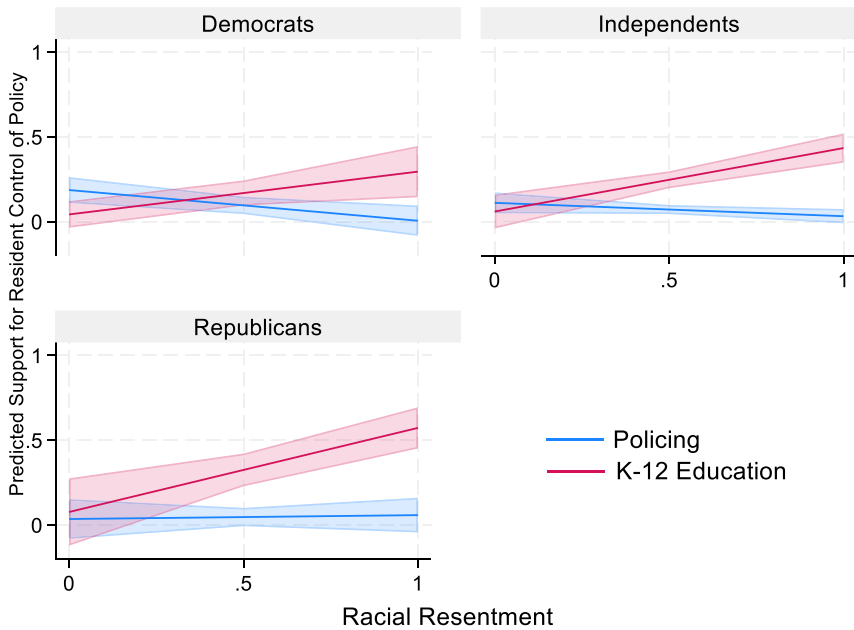 Democrats
Independents
Predicted Support for Resident Control of Policy
1
.5
0
0
.5
1
Republicans
1
.5
0
0
.5
1
Policing
K-12 Education
Racial Resentment